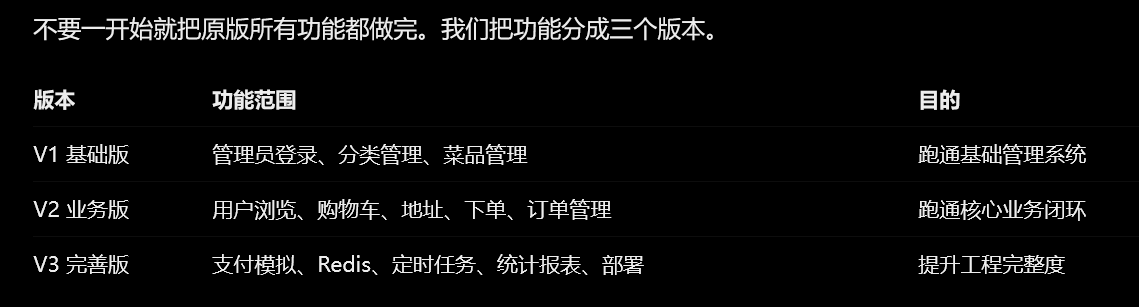 不要一开始就把原版所有功能都做完。我们把功能分成三个版本。
版本 功能范围 目的
V1 基础版 管理员登录、分类管理、菜品管理 跑通基础管理系统
V2 业务版 用户浏览、购物车、地址、下单、订单管理 跑通核心业务闭环
V3 完善版 支付模拟、Redis、定时任务、统计报表、部署 提升工程完整度